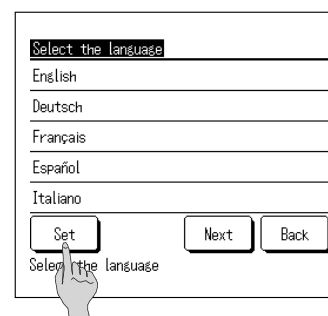 Select the language
English
Deutsch
Français
Español
Italiano
Set Next Back
Select the language